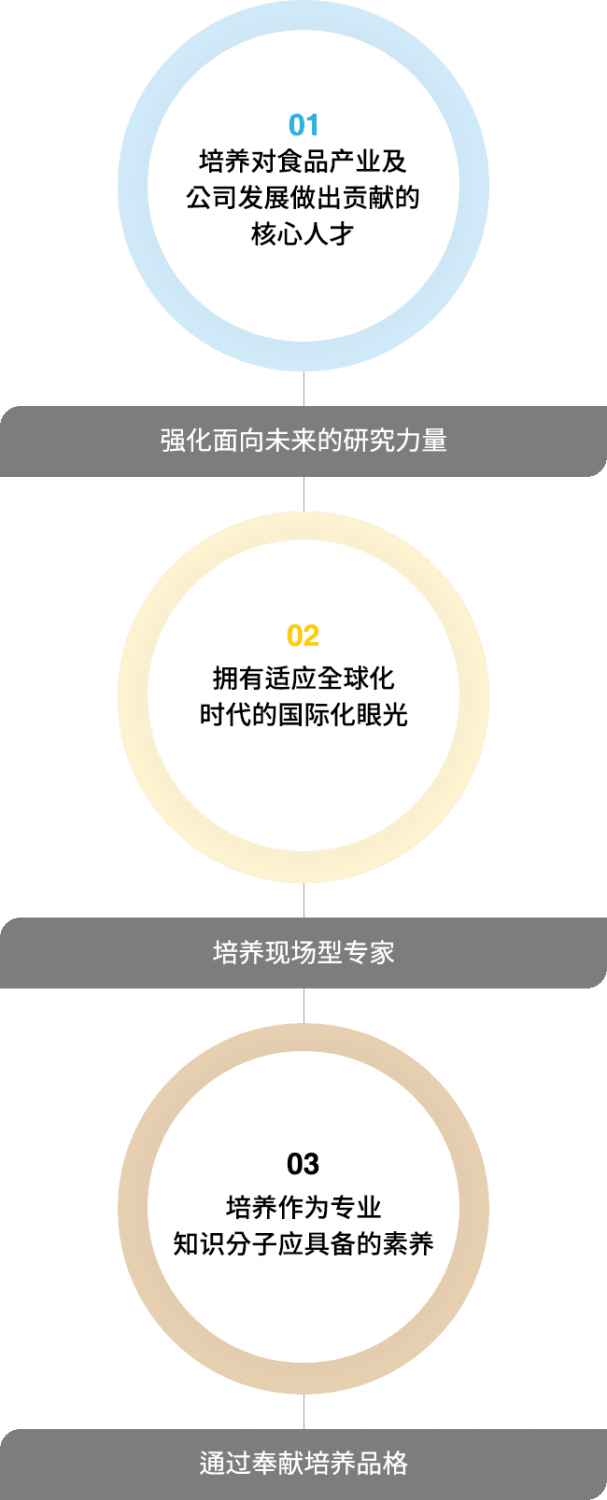 01
培养对食品产业及
公司发展做出贡献的
核心人才
强化面向未来的研究力量
02
拥有适应全球化
时代的国际化眼光
培养现场型专家
03
培养作为专业
知识分子应具备的素养
通过奉献培养品格